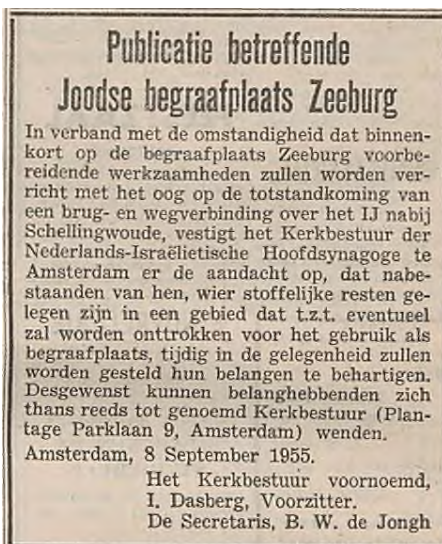 Publicatie betreffende
Joodse begraafplaats Zeeburg
In verband met de omstandigheid dat binnen-
kort op de begraafplaats Zeeburg voorbe-
reidende werkzaamheden zullen worden ver-
richt met het oog op de totstandkoming van
een brug- en wegverbinding over het IJ nabij
Schellingwoude, vestigt het Kerkbestuur der
Nederlands-Israëlietische Hoofdsynagoge te
Amsterdam er de aandacht op, dat nabe-
staanden van hen, wier stoffelijke resten ge-
legen zijn in een gebied dat t.z.t. eventueel
zal worden onttrokken voor het gebruik als
begraafplaats, tijdig in de gelegenheid zullen
worden gesteld hun belangen te behartigen.
Desgewenst kunnen belanghebbenden zich
thans reeds tot genoemd Kerkbestuur (Plan-
tage Parklaan 9, Amsterdam) wenden.
Amsterdam, 8 September 1955.
Het Kerkbestuur voornoemd,
I. Dasberg, Voorzitter.
De Secretaris, B. W. de Jongh